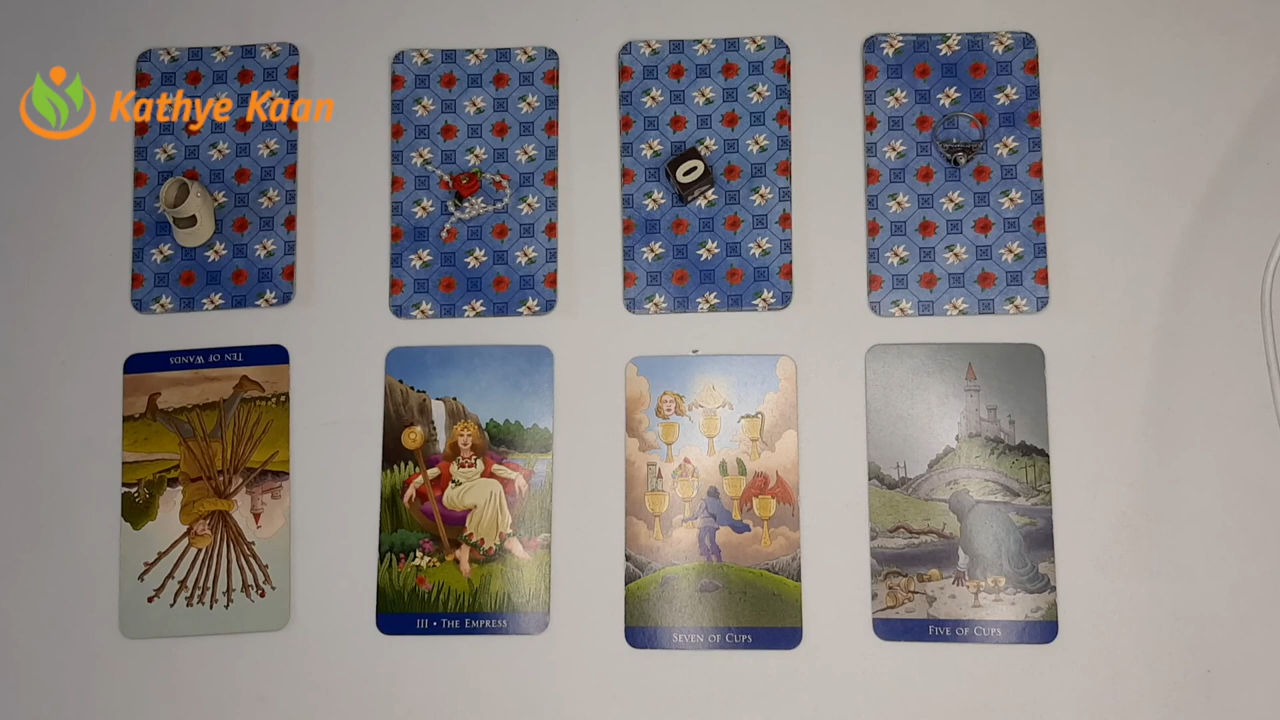 Kathye Kaan
TEN OF WANDS
III • THE EMPRESS
SEVEN OF CUPS
FIVE OF CUPS